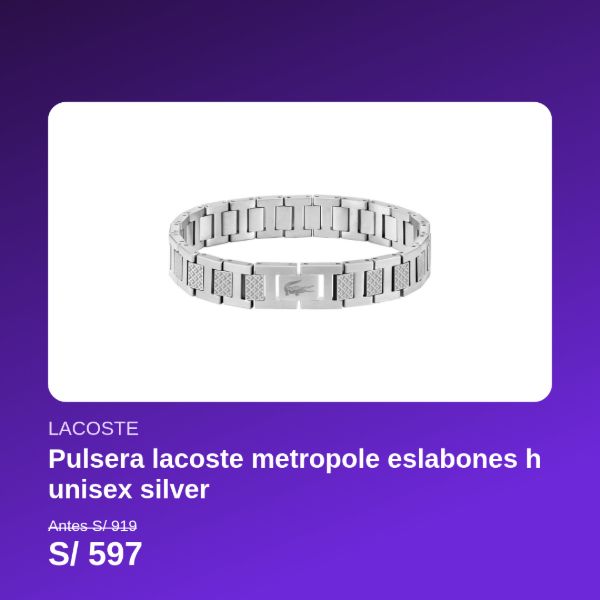 LACOSTE
Pulsera lacoste metropole eslabones h
unisex silver
Antes S/ 919
S/ 597